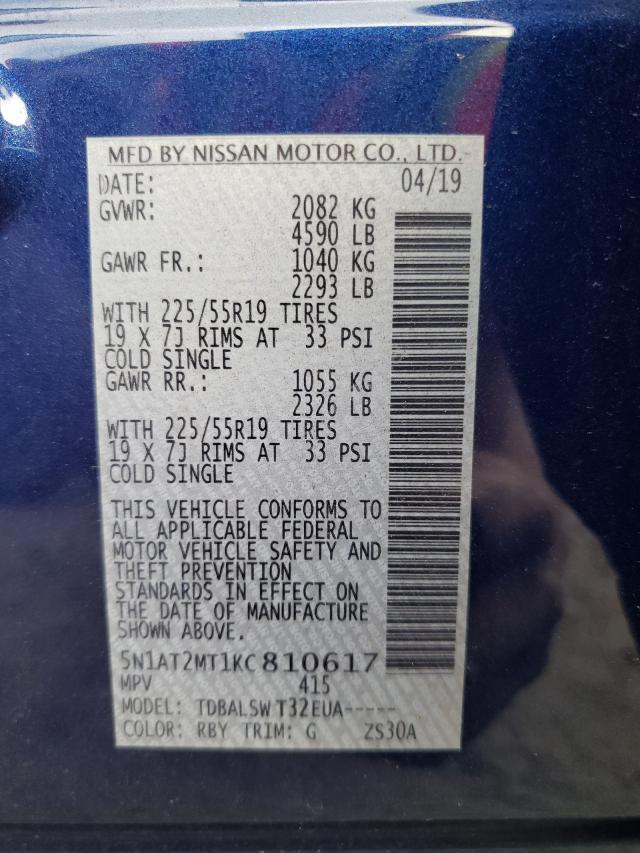 MFD BY NISSAN MOTOR CO., LTD.
DATE: 04/19
GVWR: 2082 KG
4590 LB
GAWR FR.: 1040 KG
2293 LB
WITH 225/55R19 TIRES
19 X 7J RIMS AT 33 PSI
COLD SINGLE
GAWR RR.: 1055 KG
2326 LB
WITH 225/55R19 TIRES
19 X 7J RIMS AT 33 PSI
COLD SINGLE
THIS VEHICLE CONFORMS TO
ALL APPLICABLE FEDERAL
MOTOR VEHICLE SAFETY AND
THEFT PREVENTION
STANDARDS IN EFFECT ON
THE DATE OF MANUFACTURE
SHOWN ABOVE.
5N1AT2MT1KC810617
MPV 415
MODEL: TDBALSW T32EUA-----
COLOR: RBY TRIM: G ZS30A